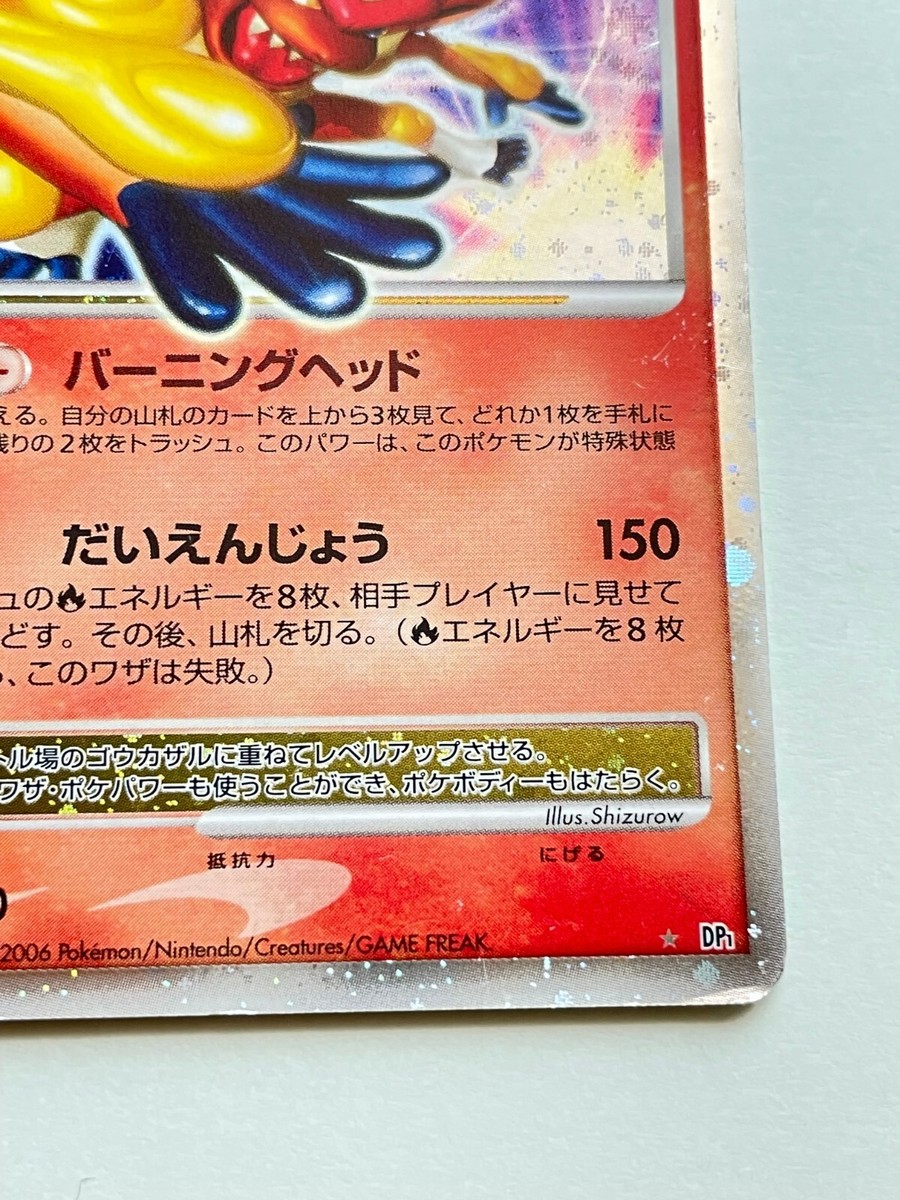 バーニングヘッド
える。自分の山札のカードを上から3枚見て、どれか1枚を手札に
残りの2枚をトラッシュ。このパワーは、このポケモンが特殊状態
だいえんじょう 150
ュのエネルギーを8枚、相手プレイヤーに見せて
どす。その後、山札を切る。(エネルギーを8枚
、このワザは失敗。)
トル場のゴウカザルに重ねてレベルアップさせる。
ワザ・ポケパワーも使うことができ、ポケボディーもはたらく。
Illus.Shizurow
抵抗力 にげる
2006 Pokémon/Nintendo/Creatures/GAME FREAK.
★ DP1